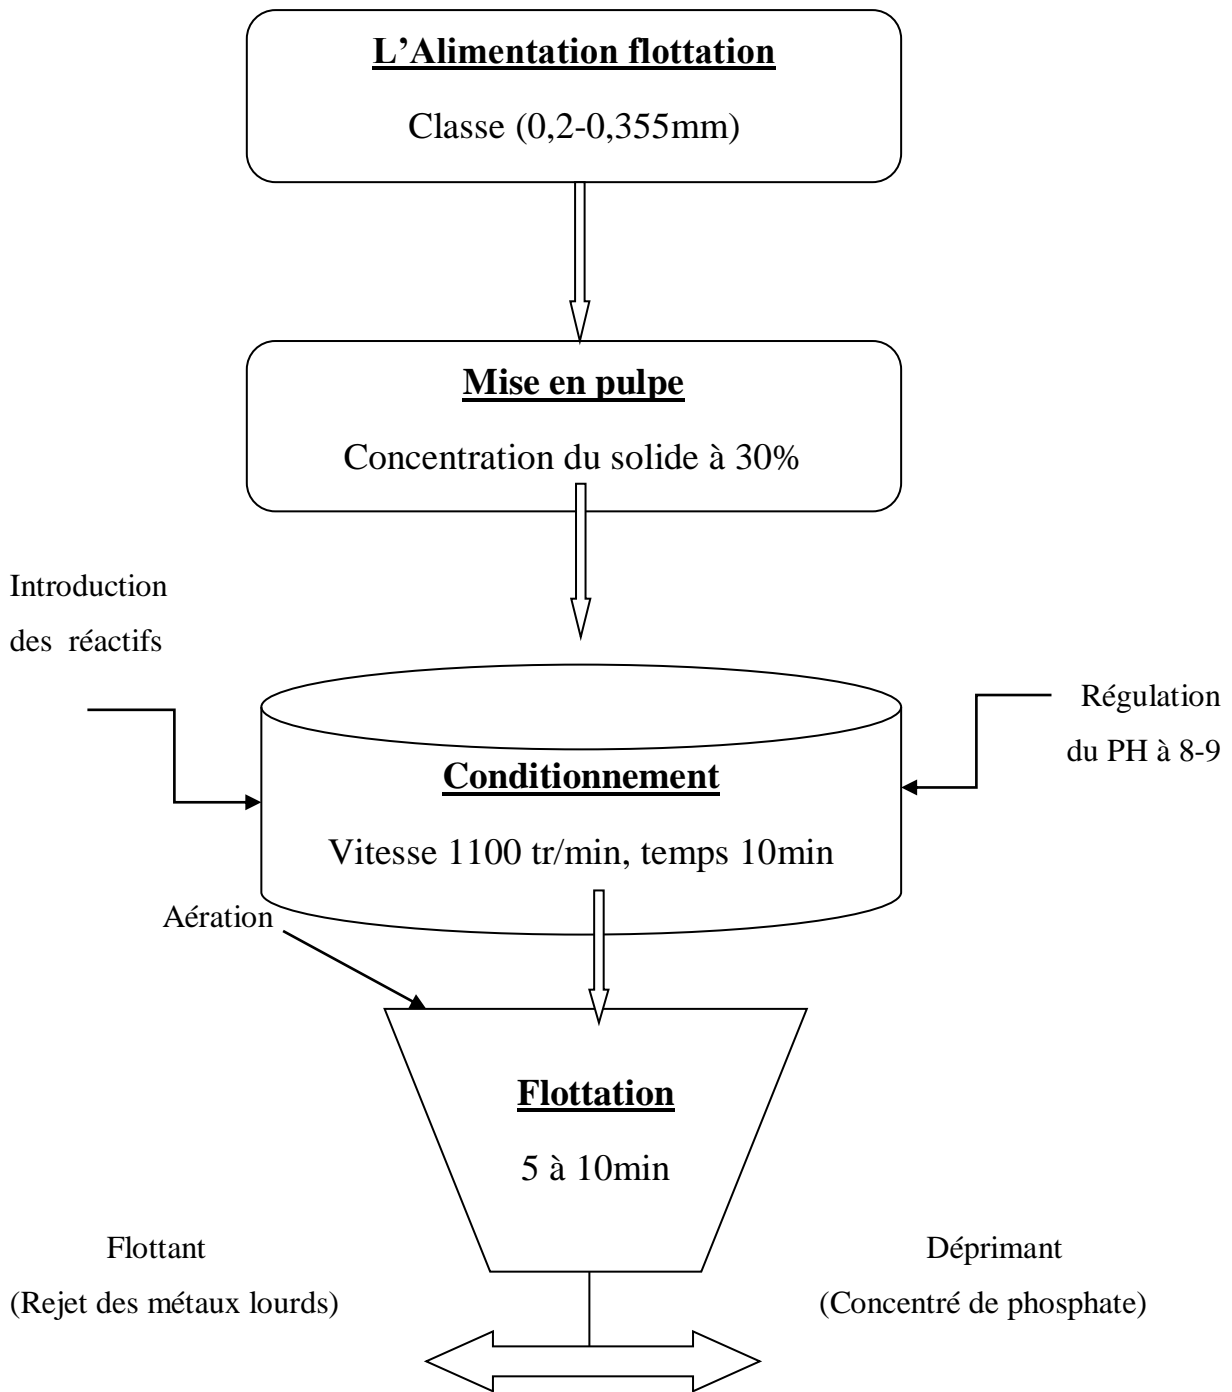 L’Alimentation flottation
Classe (0,2-0,355mm)
Mise en pulpe
Concentration du solide à 30%
Introduction
des réactifs
Régulation
du PH à 8-9
Conditionnement
Vitesse 1100 tr/min, temps 10min
Aération
Flottation
5 à 10min
Flottant
(Rejet des métaux lourds)
Déprimant
(Concentré de phosphate)